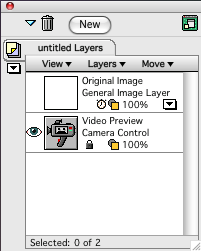 New
untitled Layers
View Layers Move
Original Image
General Image Layer
100%
Video Preview
Camera Control
100%
Selected: 0 of 2